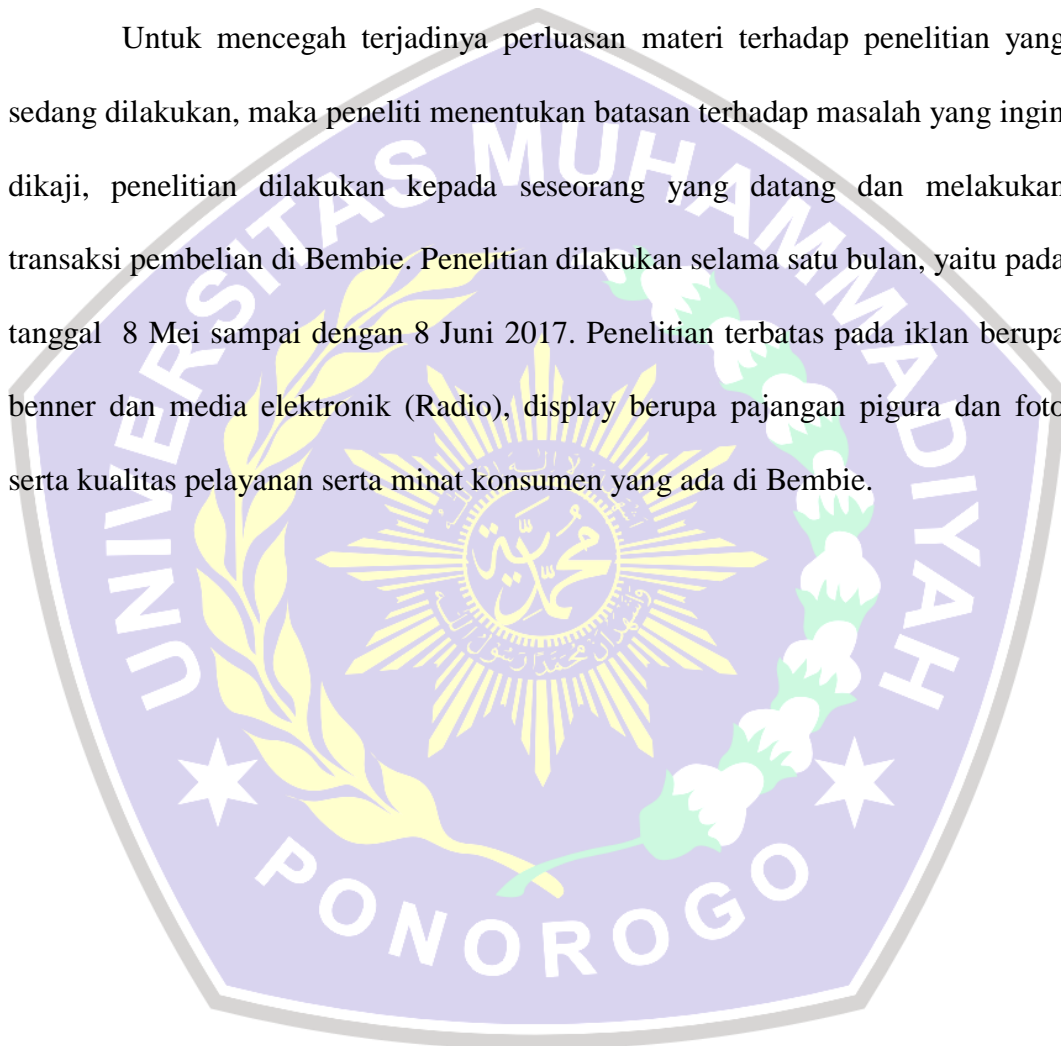 Untuk mencegah terjadinya perluasan materi terhadap penelitian yang
sedang dilakukan, maka peneliti menentukan batasan terhadap masalah yang ingin
dikaji, penelitian dilakukan kepada seseorang yang datang dan melakukan
transaksi pembelian di Bembie. Penelitian dilakukan selama satu bulan, yaitu pada
tanggal 8 Mei sampai dengan 8 Juni 2017. Penelitian terbatas pada iklan berupa
benner dan media elektronik (Radio), display berupa pajangan pigura dan foto
serta kualitas pelayanan serta minat konsumen yang ada di Bembie.
UNIVERSITAS MUHAMMADIYAH
PONOROGO